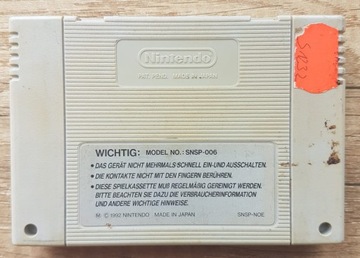 Nintendo
PAT. PEND. MADE IN JAPAN
WICHTIG: MODEL NO.: SNSP-006
• DAS GERÄT NICHT MEHRMALS SCHNELL EIN-UND AUSSCHALTEN.
• DIE KONTAKTE NICHT MIT DEN FINGERN BERÜHREN.
• DIESE SPIELKASSETTE MUß REGELMÄßIG GEREINIGT WERDEN.
BITTE BEACHTEN SIE DAZU DIE VERBRAUCHERINFORMATION
UND ANDERE WICHTIGE HINWEISE.
© 1992 NINTENDO MADE IN JAPAN SNSP-NOE